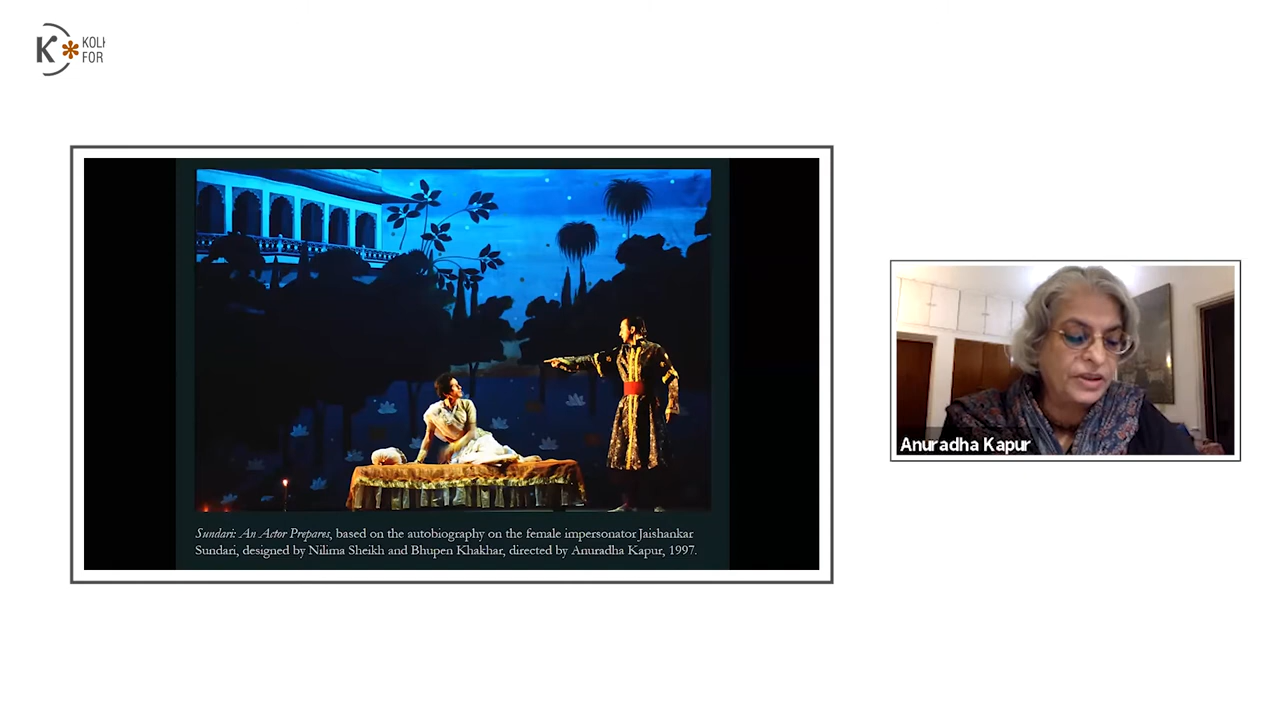 K KOLK
FOR
Sundari: An Actor Prepares, based on the autobiography on the female impersonator Jaishankar
Sundari, designed by Nilima Sheikh and Bhupen Khakhar, directed by Anuradha Kapur, 1997.
Anuradha Kapur